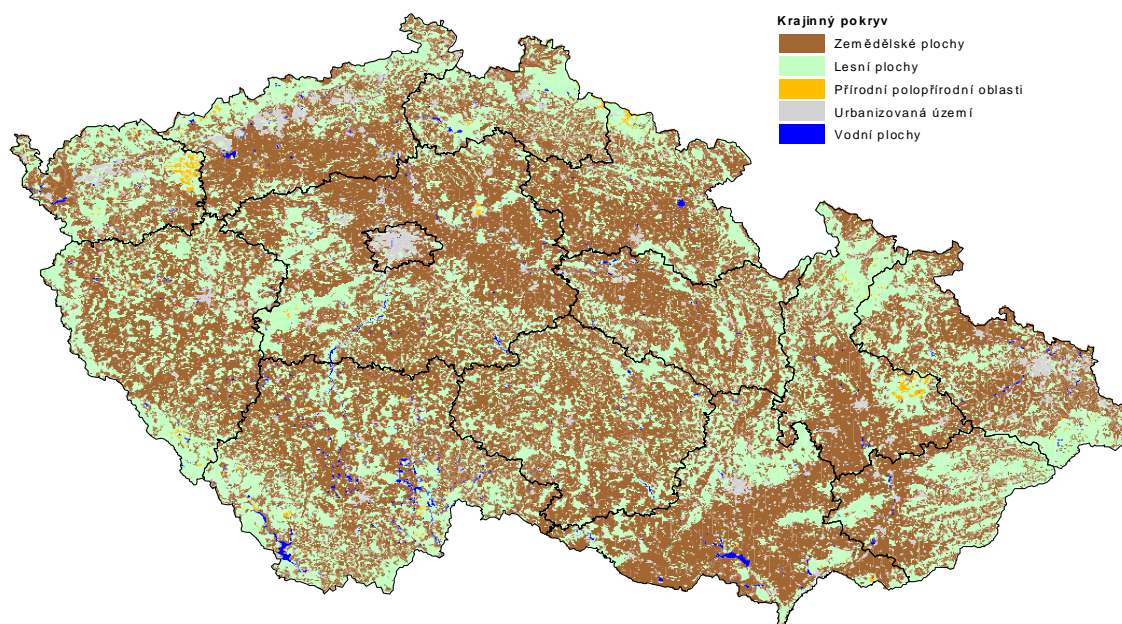 Krajinný pokryv
Zemědělské plochy
Lesní plochy
Přírodní polopřírodní oblasti
Urbanizovaná území
Vodní plochy